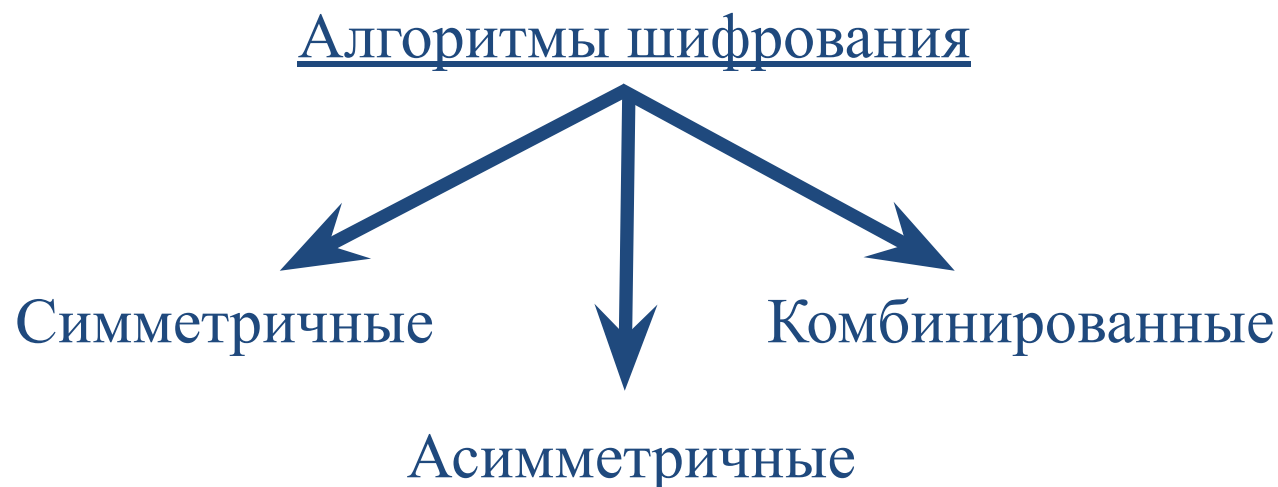 Алгоритмы шифрования
Симметричные
Комбинированные
Асимметричные